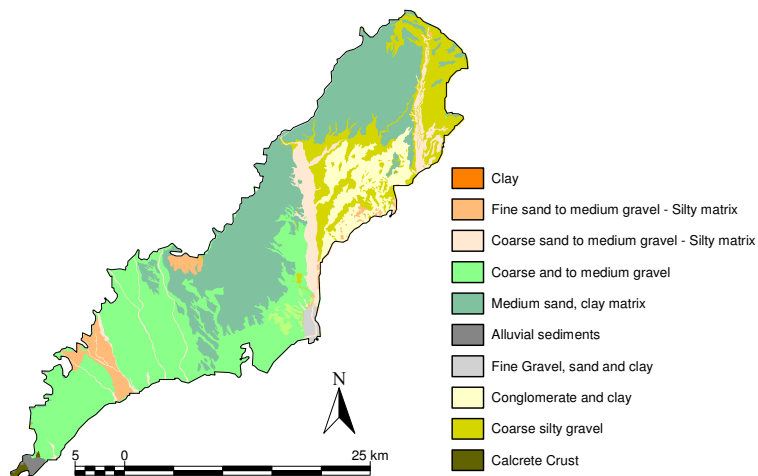 Clay
Fine sand to medium gravel - Silty matrix
Coarse sand to medium gravel - Silty matrix
Coarse and to medium gravel
Medium sand, clay matrix
Alluvial sediments
Fine Gravel, sand and clay
Conglomerate and clay
Coarse silty gravel
Calcrete Crust
N
5 0 25 km